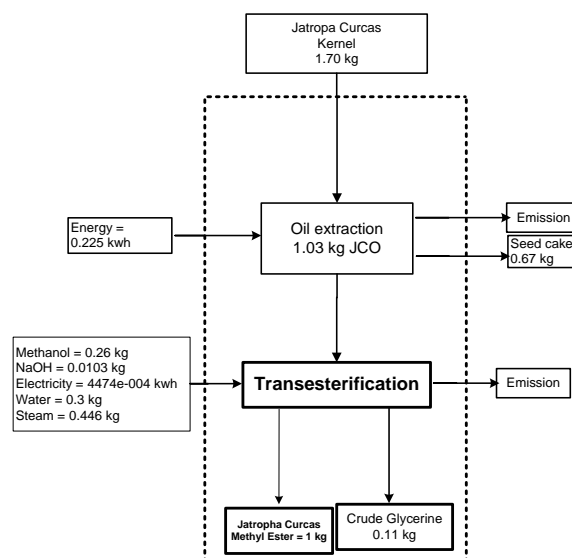 Jatropa Curcas
Kernel
1.70 kg
Energy =
0.225 kwh
Oil extraction
1.03 kg JCO
Emission
Seed cake
0.67 kg
Methanol = 0.26 kg
NaOH = 0.0103 kg
Electricity = 4474e-004 kwh
Water = 0.3 kg
Steam = 0.446 kg
Transesterification
Emission
Jatropha Curcas
Methyl Ester = 1 kg
Crude Glycerine
0.11 kg